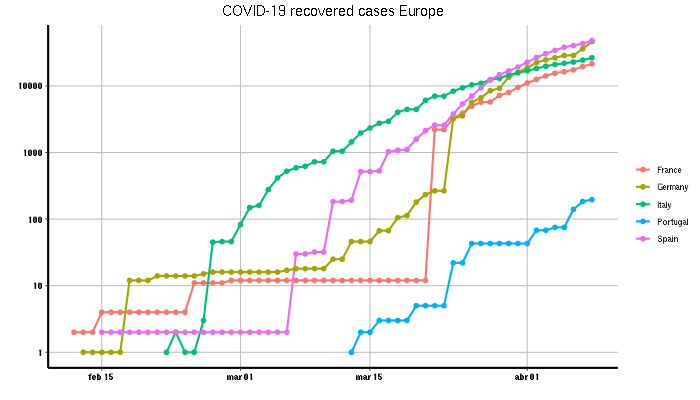 COVID-19 recovered cases Europe
10000
1000
100
10
1
feb 15 mar 01 mar 15 abr 01
France
Germany
Italy
Portugal
Spain